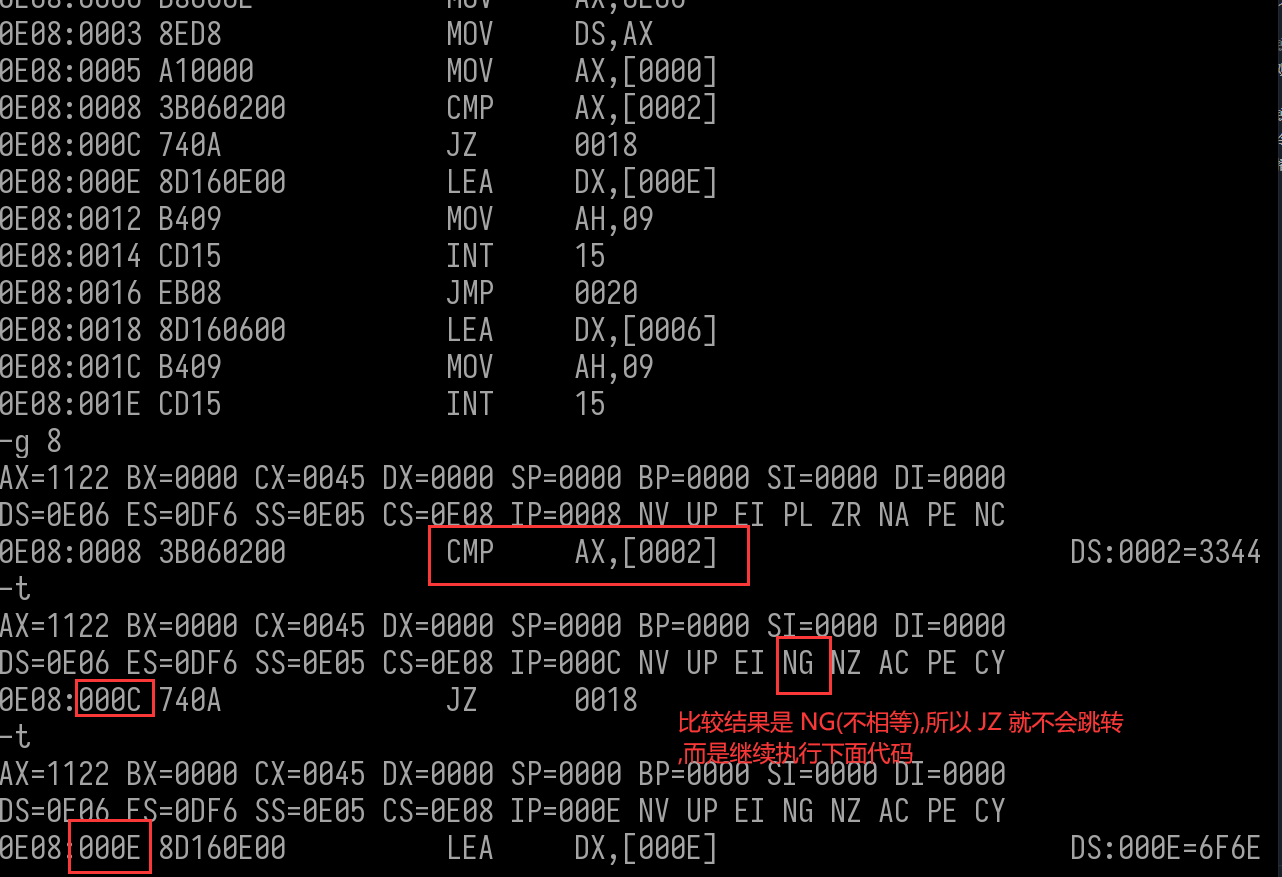 0E08:0003 8ED8 MOV DS,AX
0E08:0005 A10000 MOV AX,[0000]
0E08:0008 3B060200 CMP AX,[0002]
0E08:000C 740A JZ 0018
0E08:000E 8D160E00 LEA DX,[000E]
0E08:0012 B409 MOV AH,09
0E08:0014 CD15 INT 15
0E08:0016 EB08 JMP 0020
0E08:0018 8D160600 LEA DX,[0006]
0E08:001C B409 MOV AH,09
0E08:001E CD15 INT 15
-g 8
AX=1122 BX=0000 CX=0045 DX=0000 SP=0000 BP=0000 SI=0000 DI=0000
DS=0E06 ES=0DF6 SS=0E05 CS=0E08 IP=0008 NV UP EI PL ZR NA PE NC
0E08:0008 3B060200 CMP AX,[0002] DS:0002=3344
-t
AX=1122 BX=0000 CX=0045 DX=0000 SP=0000 BP=0000 SI=0000 DI=0000
DS=0E06 ES=0DF6 SS=0E05 CS=0E08 IP=000C NV UP EI NG NZ AC PE CY
0E08:000C 740A JZ 0018
比较结果是 NG(不相等),所以 JZ 就不会跳转
,而是继续执行下面代码
-t
AX=1122 BX=0000 CX=0045 DX=0000 SP=0000 BP=0000 SI=0000 DI=0000
DS=0E06 ES=0DF6 SS=0E05 CS=0E08 IP=000E NV UP EI NG NZ AC PE CY
0E08:000E 8D160E00 LEA DX,[000E] DS:000E=6F6E